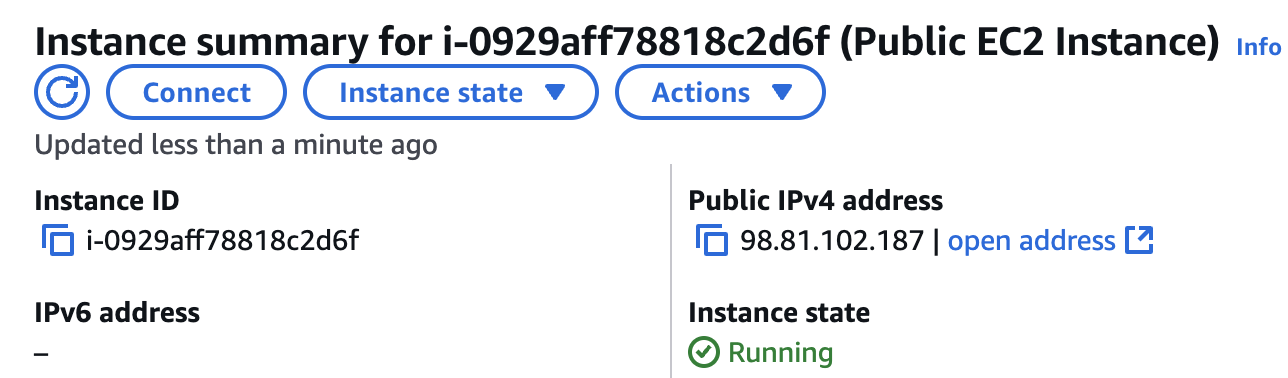 Instance summary for i-0929aff78818c2d6f (Public EC2 Instance) Info
Connect Instance state Actions
Updated less than a minute ago
Instance ID
i-0929aff78818c2d6f
Public IPv4 address
98.81.102.187 | open address
IPv6 address
–
Instance state
Running